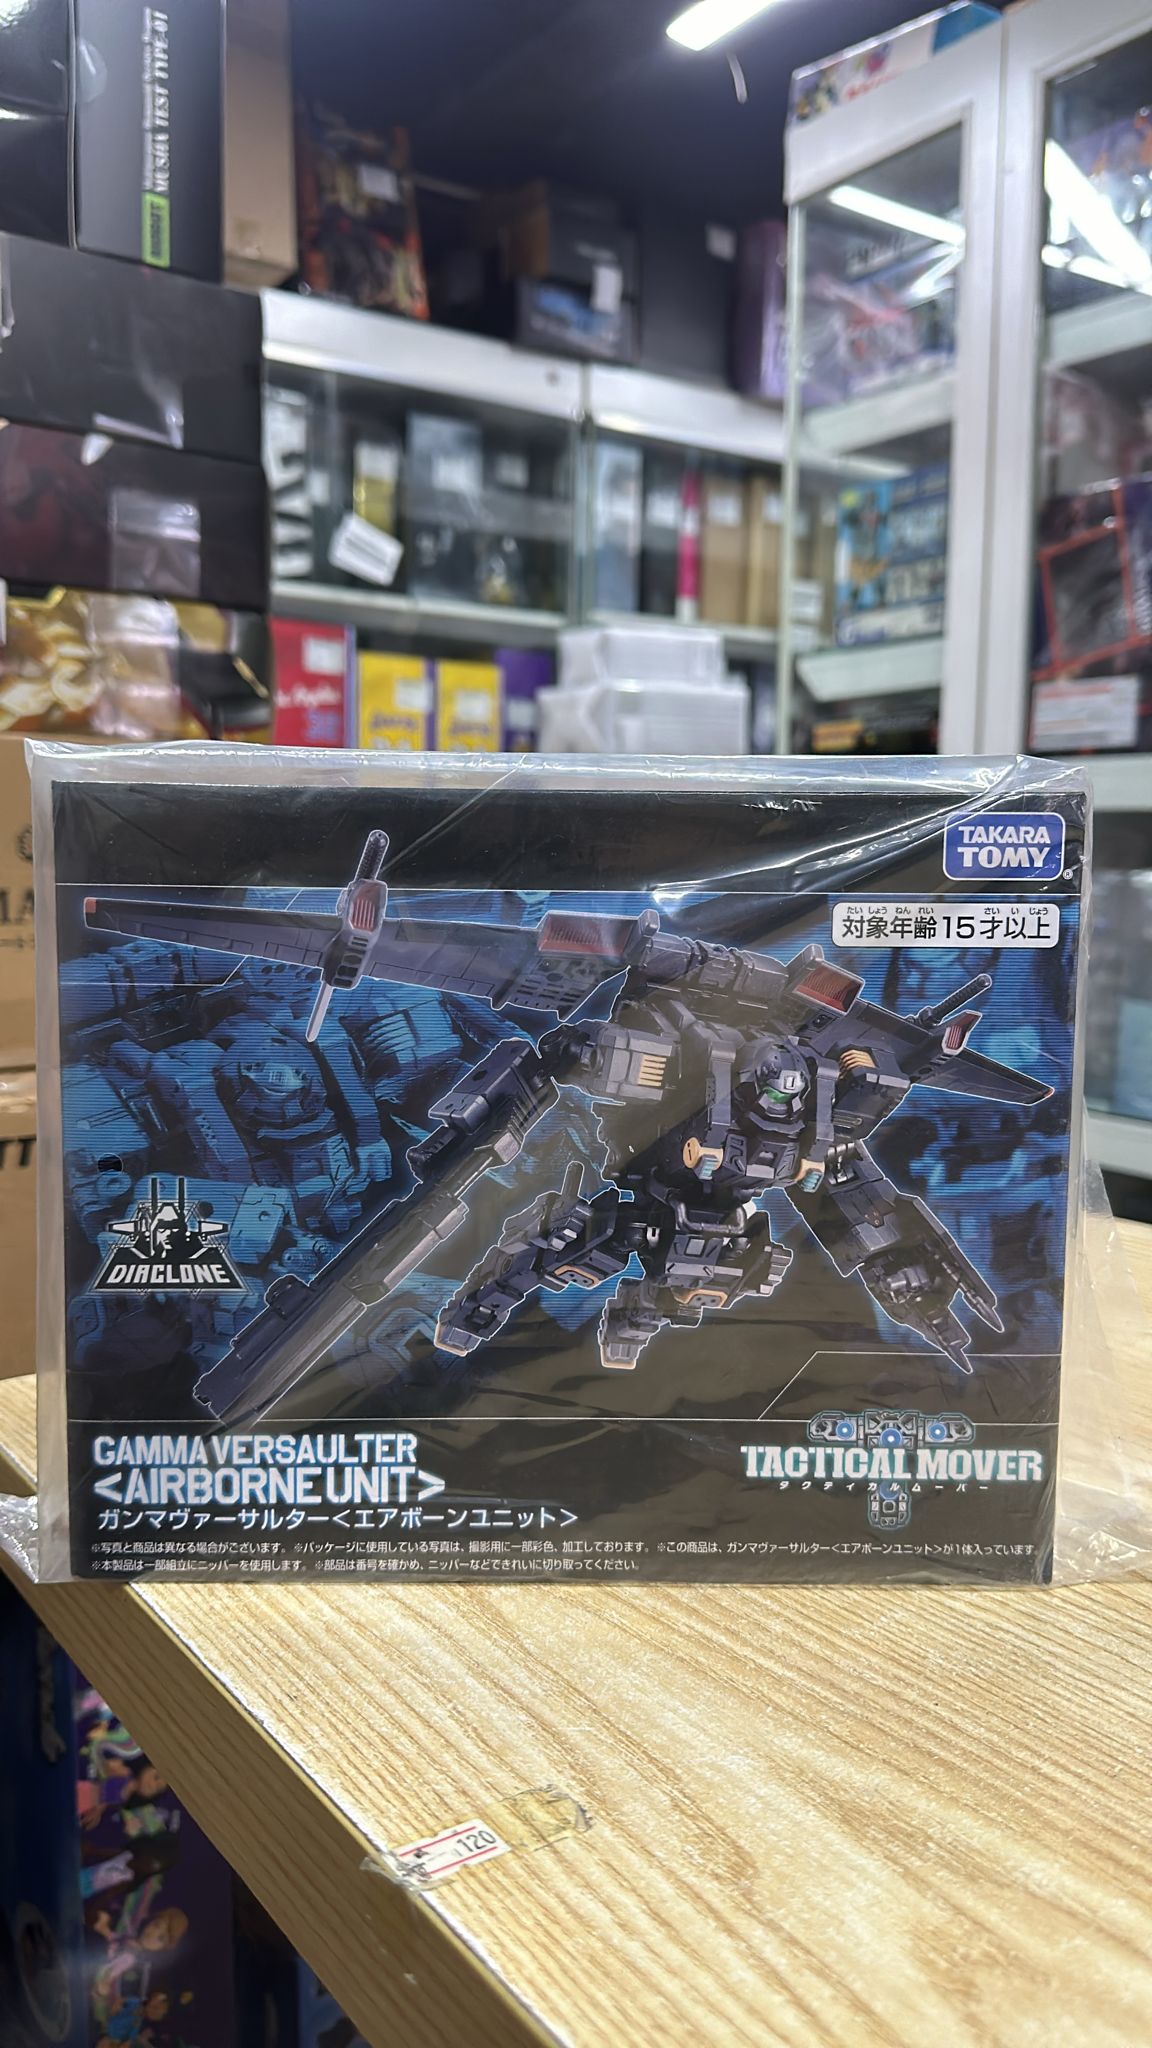 MUSHA TEST TYPE-01
TAKARA
TOMY
たいしょうねんれい さいいじょう
対象年齢15才以上
DIACLONE
GAMMAVERSAULTER
<AIRBORNE UNIT>
ガンマヴァーサルター<エアボーンユニット>
TACTICAL MOVER
タクティカルムーバー
※写真と商品は異なる場合がございます。 ※パッケージに使用している写真は、撮影用に一部彩色、加工しております。 ※この商品は、ガンマヴァーサルター<エアボーンユニット>が1体入っています。
※本製品は一部組立にニッパーを使用します。 ※部品は番号を確かめ、ニッパーなどできれいに切り取ってください。
120